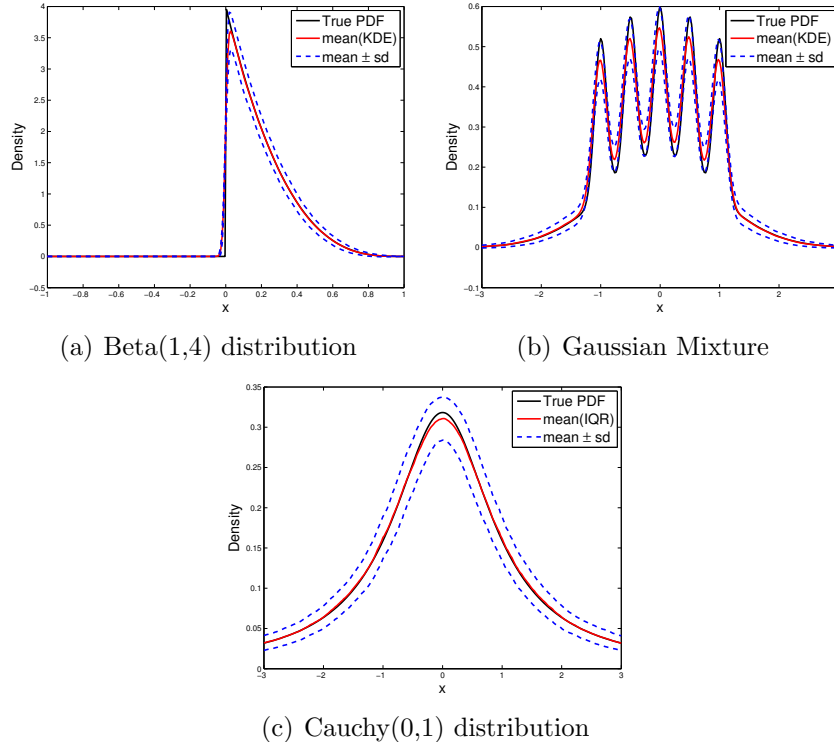 4
3.5
3
2.5
2
1.5
1
0.5
0
−0.5
Density
−1 −0.8 −0.6 −0.4 −0.2 0 0.2 0.4 0.6 0.8 1
x
True PDF
mean(KDE)
mean ± sd
(a) Beta(1,4) distribution
0.6
0.5
0.4
0.3
0.2
0.1
0
−0.1
Density
−3 −2 −1 0 1 2 3
x
True PDF
mean(KDE)
mean ± sd
(b) Gaussian Mixture
0.35
0.3
0.25
0.2
0.15
0.1
0.05
0
Density
−3 −2 −1 0 1 2 3
x
True PDF
mean(IQR)
mean ± sd
(c) Cauchy(0,1) distribution